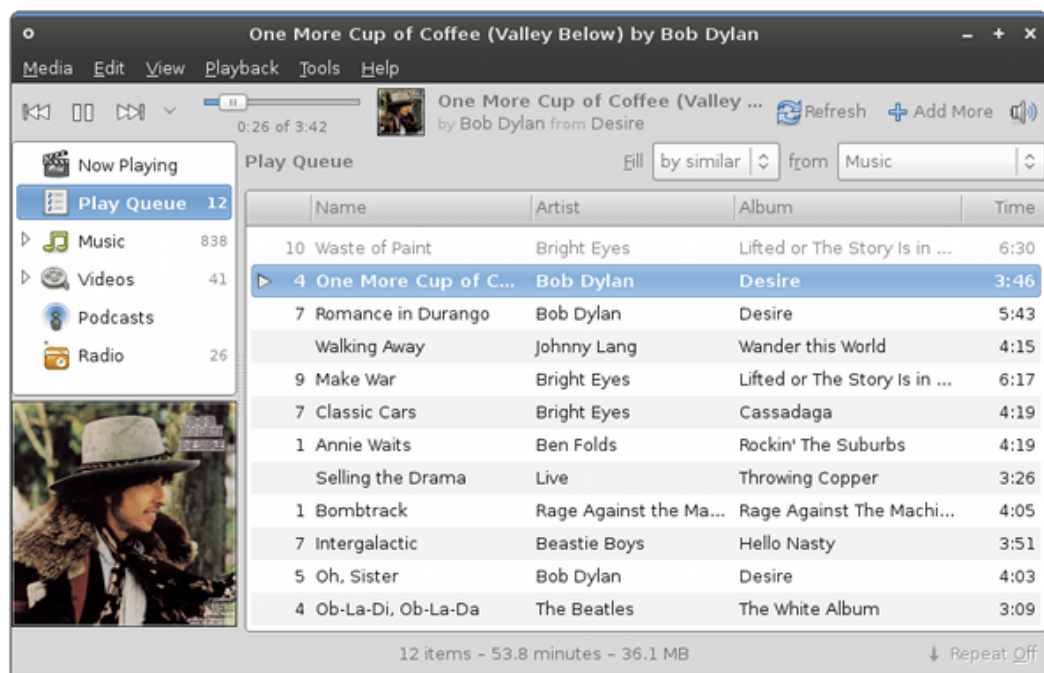 One More Cup of Coffee (Valley Below) by Bob Dylan
Media Edit View Playback Tools Help
One More Cup of Coffee (Valley ...
by Bob Dylan from Desire
0:26 of 3:42
Refresh
Add More
Now Playing
Play Queue 12
Music 838
Videos 41
Podcasts
Radio 26
Play Queue
Fill by similar from Music
Name Artist Album Time
10 Waste of Paint Bright Eyes Lifted or The Story Is in ... 6:30
4 One More Cup of C... Bob Dylan Desire 3:46
7 Romance in Durango Bob Dylan Desire 5:43
Walking Away Johnny Lang Wander this World 4:15
9 Make War Bright Eyes Lifted or The Story Is in ... 6:17
7 Classic Cars Bright Eyes Cassadaga 4:19
1 Annie Waits Ben Folds Rockin' The Suburbs 4:19
Selling the Drama Live Throwing Copper 3:26
1 Bombtrack Rage Against the Ma... Rage Against The Machi... 4:05
7 Intergalactic Beastie Boys Hello Nasty 3:51
5 Oh, Sister Bob Dylan Desire 4:03
4 Ob-La-Di, Ob-La-Da The Beatles The White Album 3:09
12 items – 53.8 minutes – 36.1 MB
Repeat Off